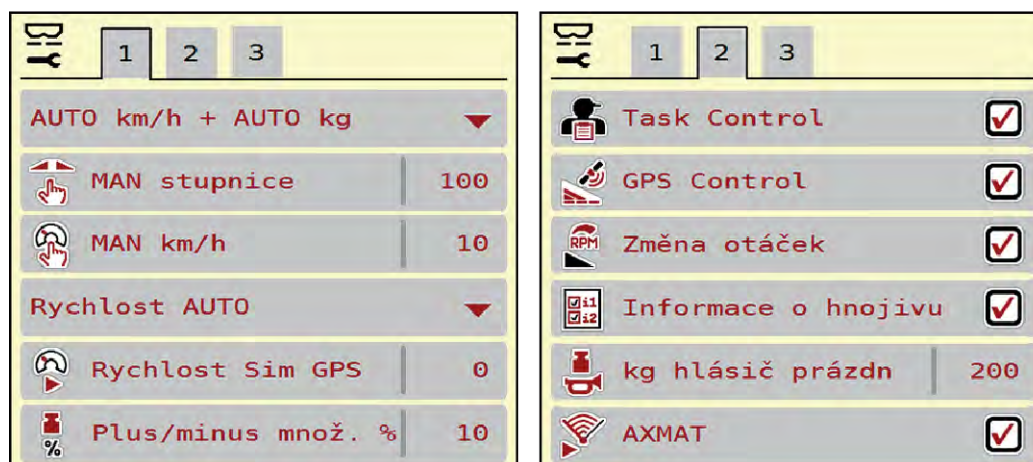 1 2 3
AUTO km/h + AUTO kg
MAN stupnice 100
MAN km/h 10
Rychlost AUTO
Rychlost Sim GPS 0
% Plus/minus množ. % 10
1 2 3
Task Control
GPS Control
RPM Změna otáček
i1
i2 Informace o hnojivu
kg hlásič prázdn 200
AXMAT